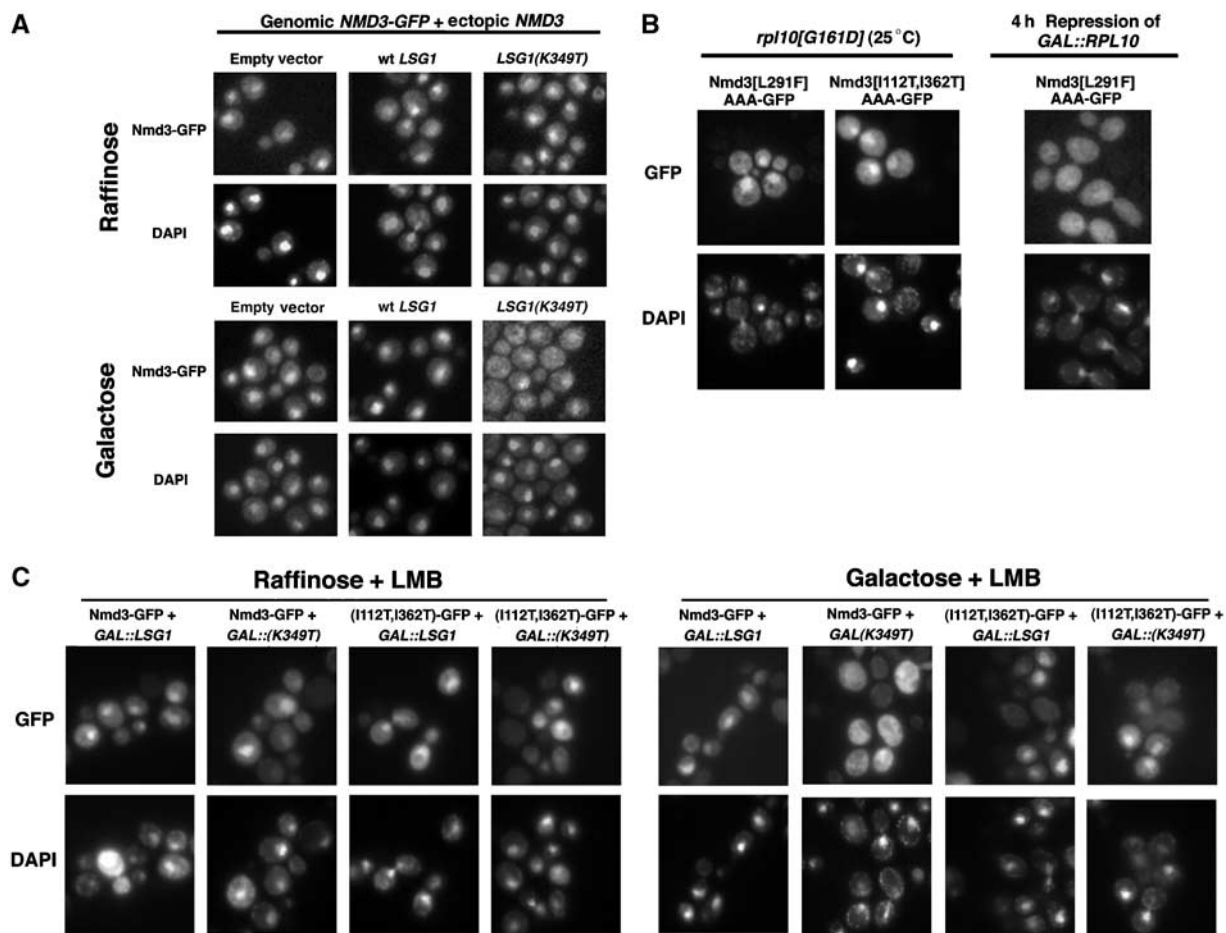 A
Genomic NMD3-GFP + ectopic NMD3
Empty vector wt LSG1 LSG1(K349T)
Raffinose
Nmd3-GFP
DAPI
Empty vector wt LSG1 LSG1(K349T)
Galactose
Nmd3-GFP
DAPI
B
rpl10[G161D] (25°C)
4 h Repression of
GAL::RPL10
Nmd3[L291F]
AAA-GFP
Nmd3[I112T,I362T]
AAA-GFP
Nmd3[L291F]
AAA-GFP
GFP
DAPI
C
Raffinose + LMB
Nmd3-GFP +
GAL::LSG1
Nmd3-GFP +
GAL::(K349T)
(I112T,I362T)-GFP +
GAL::LSG1
(I112T,I362T)-GFP +
GAL::(K349T)
Galactose + LMB
Nmd3-GFP +
GAL::LSG1
Nmd3-GFP +
GAL(K349T)
(I112T,I362T)-GFP +
GAL::LSG1
(I112T,I362T)-GFP +
GAL::(K349T)
GFP
DAPI